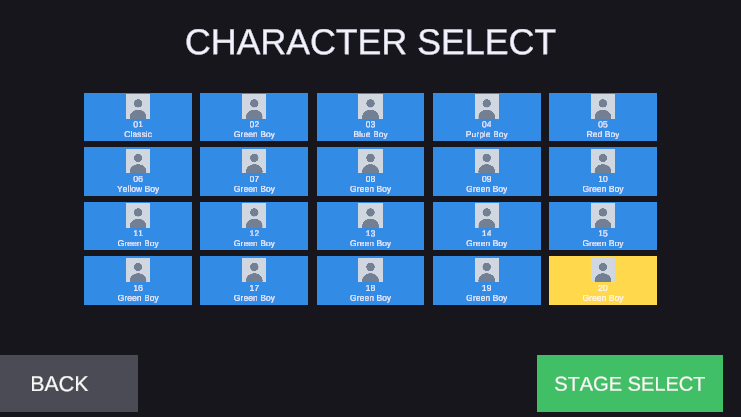 CHARACTER SELECT
01
Classic
02
Green Boy
03
Blue Boy
04
Purple Boy
05
Red Boy
06
Yellow Boy
07
Green Boy
08
Green Boy
09
Green Boy
10
Green Boy
11
Green Boy
12
Green Boy
13
Green Boy
14
Green Boy
15
Green Boy
16
Green Boy
17
Green Boy
18
Green Boy
19
Green Boy
20
Green Boy
BACK
STAGE SELECT